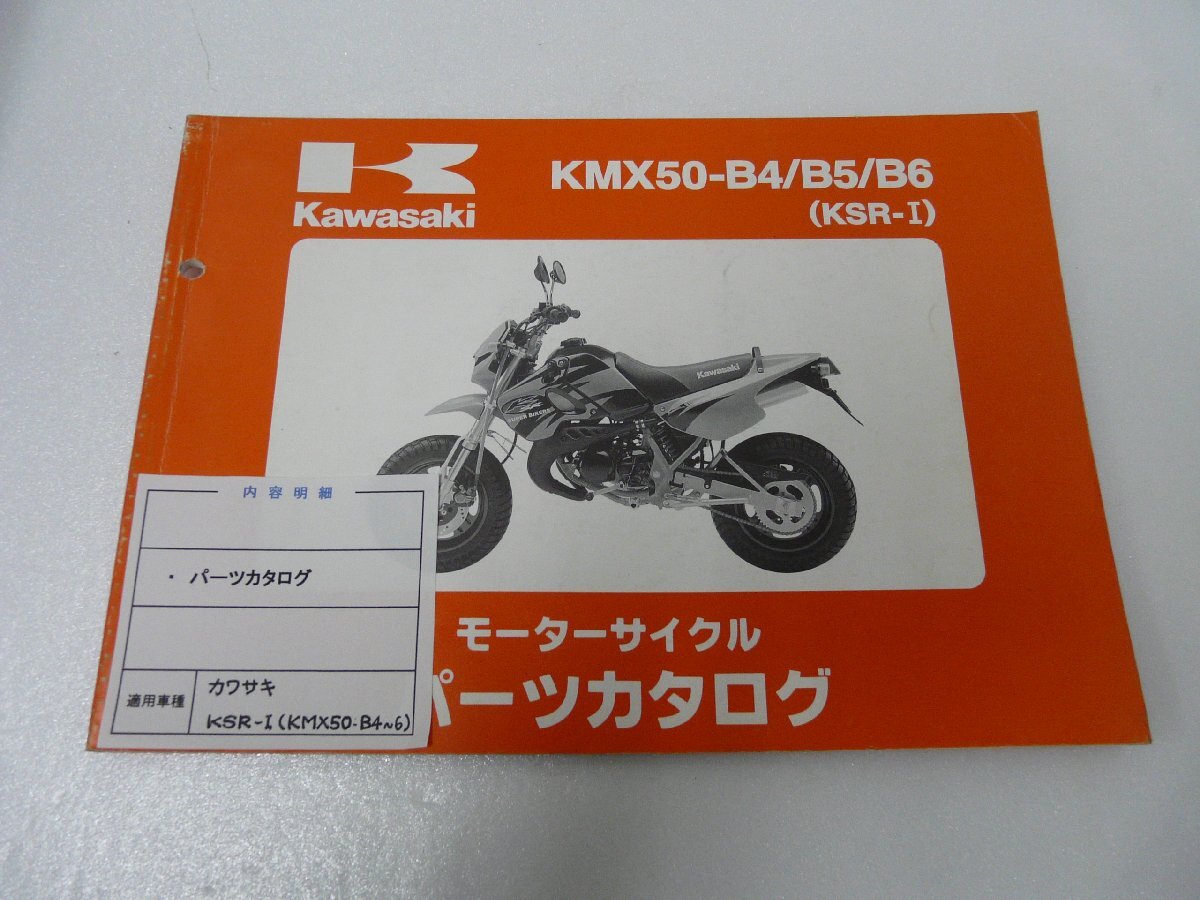 Kawasaki
KMX50-B4/B5/B6
(KSR-I)
Kawasaki
SUPER BIKERS
モーターサイクル
パーツカタログ
内容明細
・ パーツカタログ
適用車種
カワサキ
KSR-I (KMX50-B4~6)